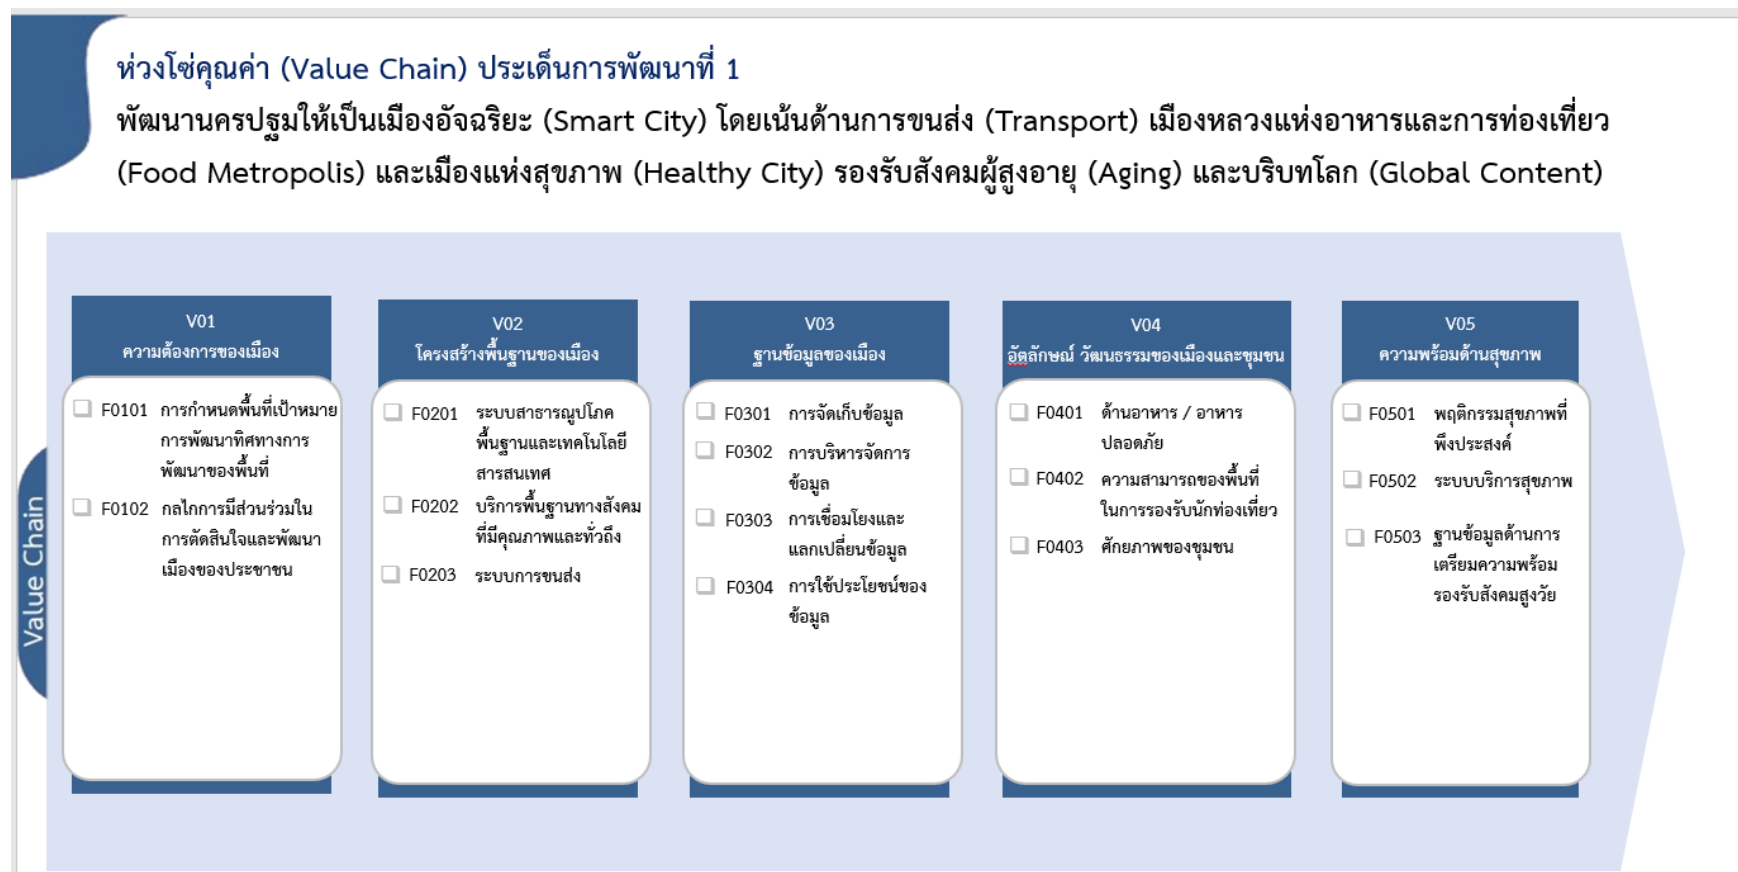 ห่วงโซ่คุณค่า (Value Chain) ประเด็นการพัฒนาที่ 1
พัฒนานครปฐมให้เป็นเมืองอัจฉริยะ (Smart City) โดยเน้นด้านการขนส่ง (Transport) เมืองหลวงแห่งอาหารและการท่องเที่ยว
(Food Metropolis) และเมืองแห่งสุขภาพ (Healthy City) รองรับสังคมผู้สูงอายุ (Aging) และบริบทโลก (Global Content)
Value Chain
V01
ความต้องการของเมือง
F0101 การกำหนดพื้นที่เป้าหมาย
การพัฒนาทิศทางการ
พัฒนาของพื้นที่
F0102 กลไกการมีส่วนร่วมใน
การตัดสินใจและพัฒนา
เมืองของประชาชน
V02
โครงสร้างพื้นฐานของเมือง
F0201 ระบบสาธารณูปโภค
พื้นฐานและเทคโนโลยี
สารสนเทศ
F0202 บริการพื้นฐานทางสังคม
ที่มีคุณภาพและทั่วถึง
F0203 ระบบการขนส่ง
V03
ฐานข้อมูลของเมือง
F0301 การจัดเก็บข้อมูล
F0302 การบริหารจัดการ
ข้อมูล
F0303 การเชื่อมโยงและ
แลกเปลี่ยนข้อมูล
F0304 การใช้ประโยชน์ของ
ข้อมูล
V04
อัตลักษณ์ วัฒนธรรมของเมืองและชุมชน
F0401 ด้านอาหาร / อาหาร
ปลอดภัย
F0402 ความสามารถของพื้นที่
ในการรองรับนักท่องเที่ยว
F0403 ศักยภาพของชุมชน
V05
ความพร้อมด้านสุขภาพ
F0501 พฤติกรรมสุขภาพที่
พึงประสงค์
F0502 ระบบบริการสุขภาพ
F0503 ฐานข้อมูลด้านการ
เตรียมความพร้อม
รองรับสังคมสูงวัย